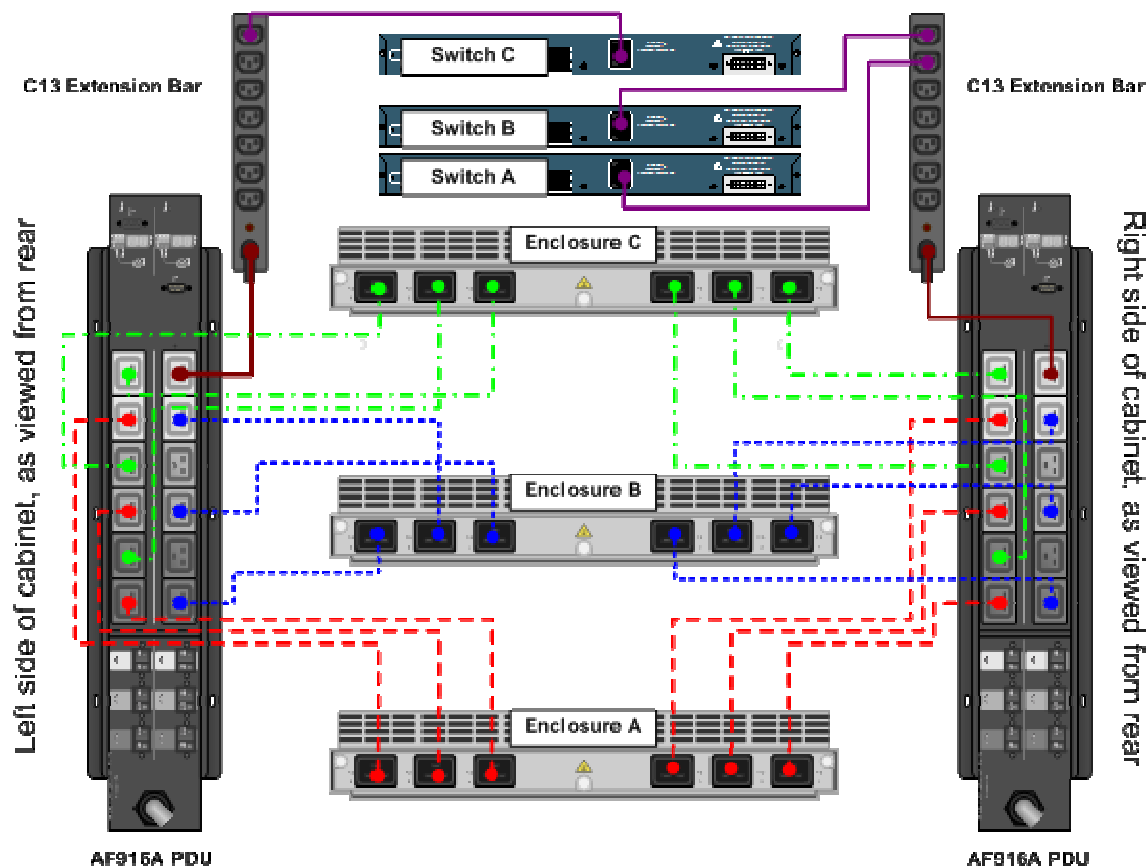 Switch C
C13 Extension Bar
C13 Extension Bar
Switch B
Switch A
Left side of cabinet, as viewed from rear
Right side of cabinet, as viewed from rear
Enclosure C
Enclosure B
Enclosure A
AF916A PDU
AF916A PDU